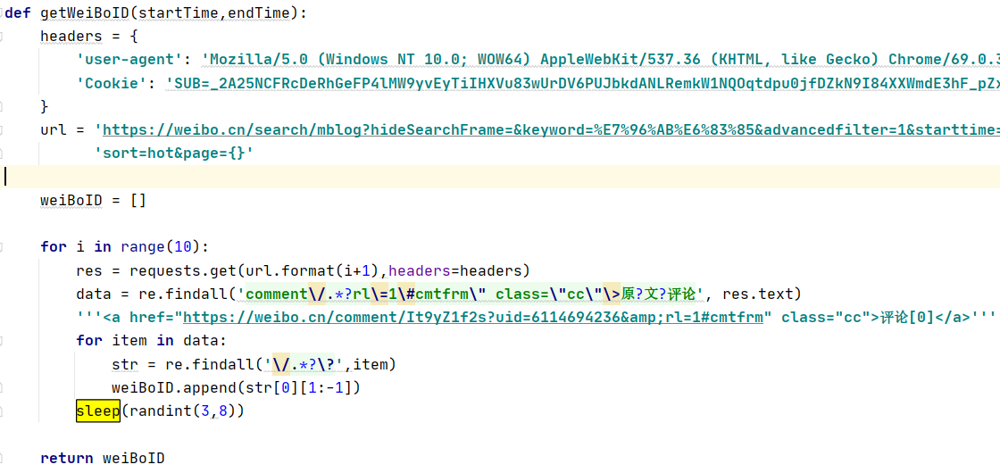 def getWeiBoID(startTime,endTime):
    headers = {
        'user-agent': 'Mozilla/5.0 (Windows NT 10.0; WOW64) AppleWebKit/537.36 (KHTML, like Gecko) Chrome/69.0.3
        'Cookie': 'SUB=_2A25NCFRcDeRhGeFP4lMW9yvEyTiIHXVu83wUrDV6PUJbkdANLRemkW1NQOqtdpu0jfDZkN9I84XXWmdE3hF_pZx
    }
    url = 'https://weibo.cn/search/mblog?hideSearchFrame=&keyword=%E7%96%AB%E6%83%85&advancedfilter=1&starttime=
          'sort=hot&page={}'
    weiBoID = []
    for i in range(10):
        res = requests.get(url.format(i+1),headers=headers)
        data = re.findall('comment\/.*?rl\=1\#cmtfrm\" class=\"cc\"\>原?文?评论', res.text)
        '''<a href="https://weibo.cn/comment/It9yZ1f2s?uid=6114694236&amp;rl=1#cmtfrm" class="cc">评论[0]</a>'''
        for item in data:
            str = re.findall('\/.*?\?',item)
            weiBoID.append(str[0][1:-1])
        sleep(randint(3,8))
    return weiBoID